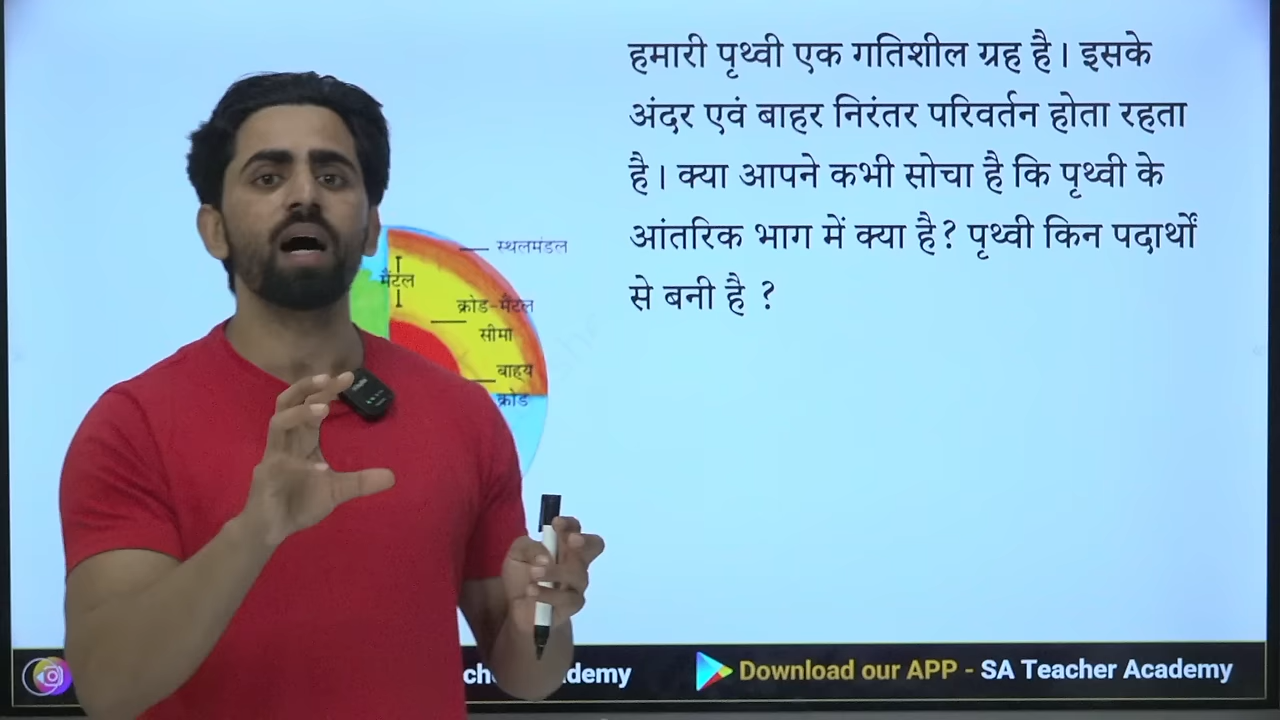 हमारी पृथ्वी एक गतिशील ग्रह है। इसके
अंदर एवं बाहर निरंतर परिवर्तन होता रहता
है। क्या आपने कभी सोचा है कि पृथ्वी के
आंतरिक भाग में क्या है? पृथ्वी किन पदार्थों
से बनी है ?
स्थलमंडल
मैंटल
क्रोड-मैंटल
सीमा
बाहय
क्रोड
Download our APP - SA Teacher Academy